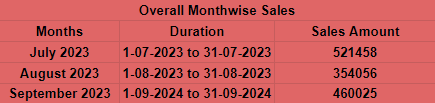 Overall Monthwise Sales
Months Duration Sales Amount
July 2023 1-07-2023 to 31-07-2023 521458
August 2023 1-08-2023 to 31-08-2023 354056
September 2023 1-09-2024 to 31-09-2024 460025